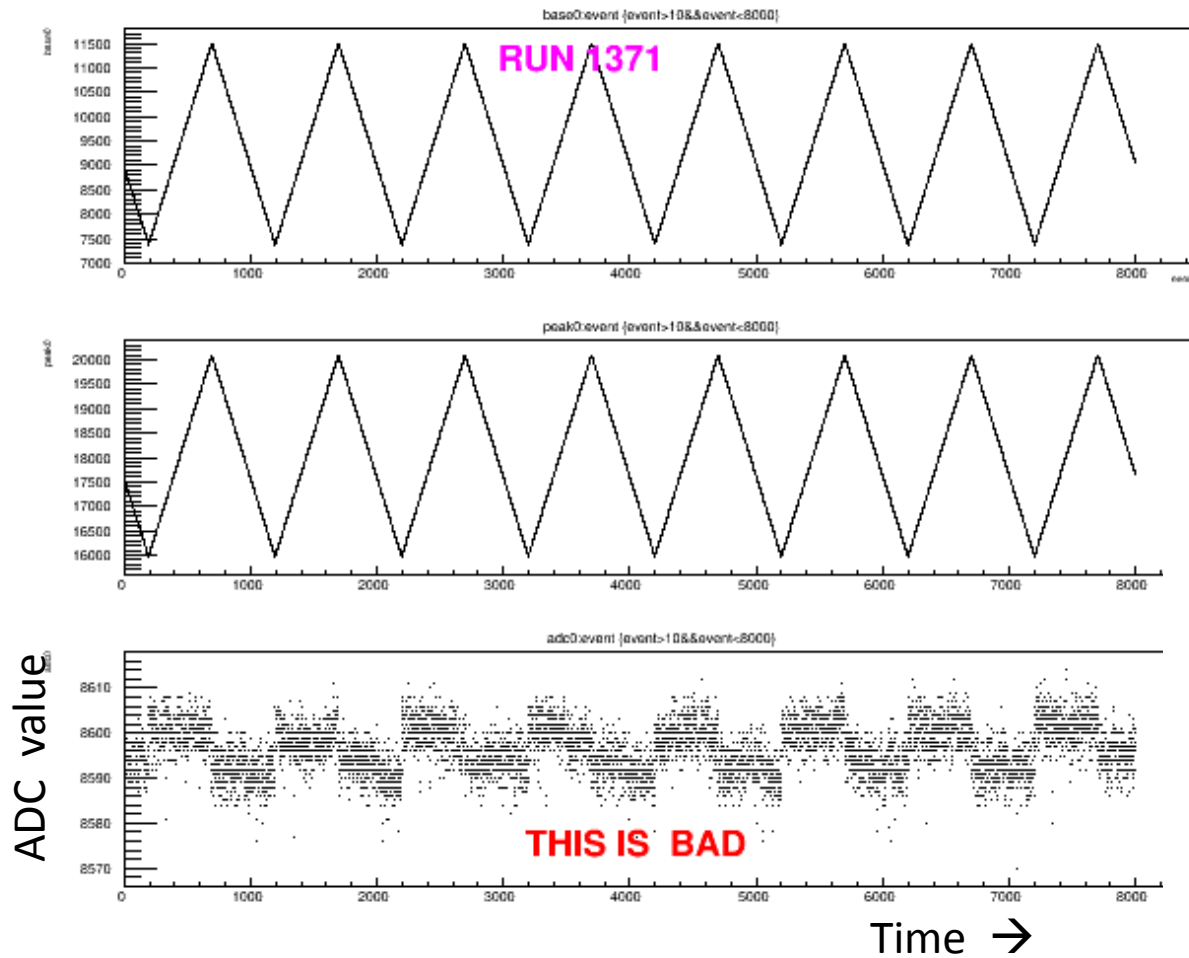 base0:event {event>10&&event<8000}
RUN 1371
11500
11000
10500
10000
9500
9000
8500
8000
7500
7000
0 1000 2000 3000 4000 5000 6000 7000 8000
peak0:event {event>10&&event<8000}
peak0
20000
19500
19000
18500
18000
17500
17000
16500
16000
0 1000 2000 3000 4000 5000 6000 7000 8000
adc0:event {event>10&&event<8000}
ADC value
8610
8600
8590
8580
8570
THIS IS BAD
0 1000 2000 3000 4000 5000 6000 7000 8000
Time →